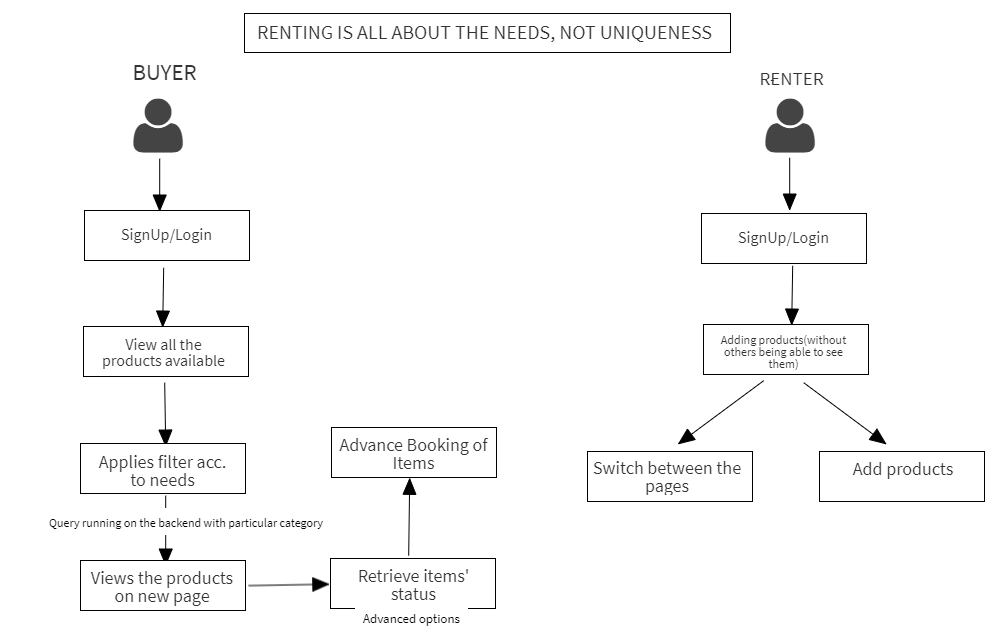 RENTING IS ALL ABOUT THE NEEDS, NOT UNIQUENESS
BUYER
SignUp/Login
View all the
products available
Applies filter acc.
to needs
Query running on the backend with particular category
Views the products
on new page
Advance Booking of
Items
Retrieve items'
status
Advanced options
RENTER
SignUp/Login
Adding products(without
others being able to see
them)
Switch between the
pages
Add products